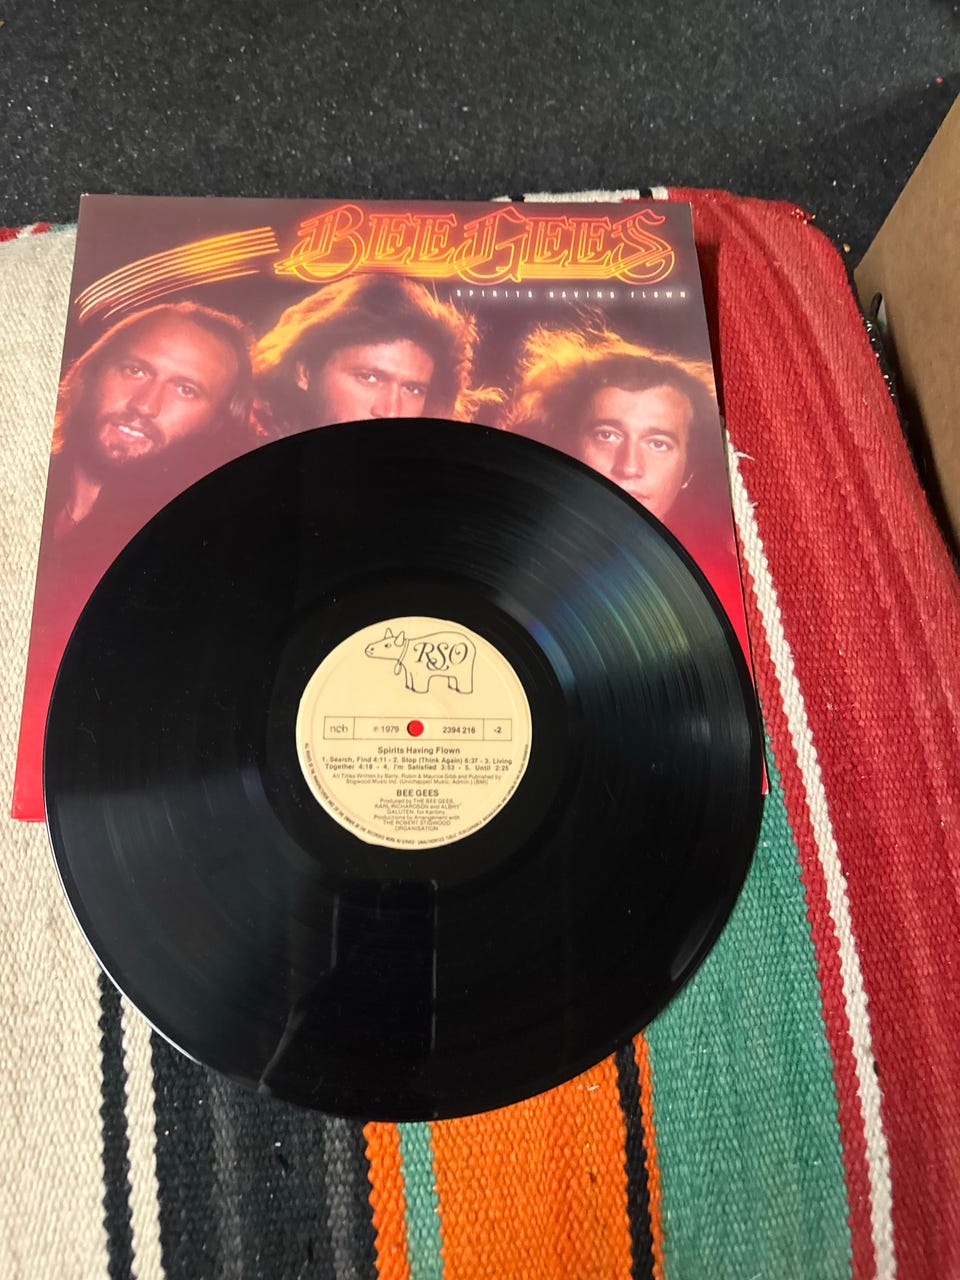 BEE GEES
SPIRITS HAVING FLOWN
RSO
ncb ℗ 1979 2394 216 -2
Spirits Having Flown
1. Search, Find 4:11 - 2. Stop (Think Again) 6:37 - 3. Living
Together 4:18 - 4. I'm Satisfied 3:53 - 5. Until 2:25
All Titles Written by Barry, Robin & Maurice Gibb and Published by
Stigwood Music Inc. (Unichappell Music, Admin.) (BMI)
BEE GEES
Produced by THE BEE GEES,
KARL RICHARDSON and ALBHY
GALUTEN, for Karlbhy
Productions by Arrangement with
THE ROBERT STIGWOOD
ORGANISATION